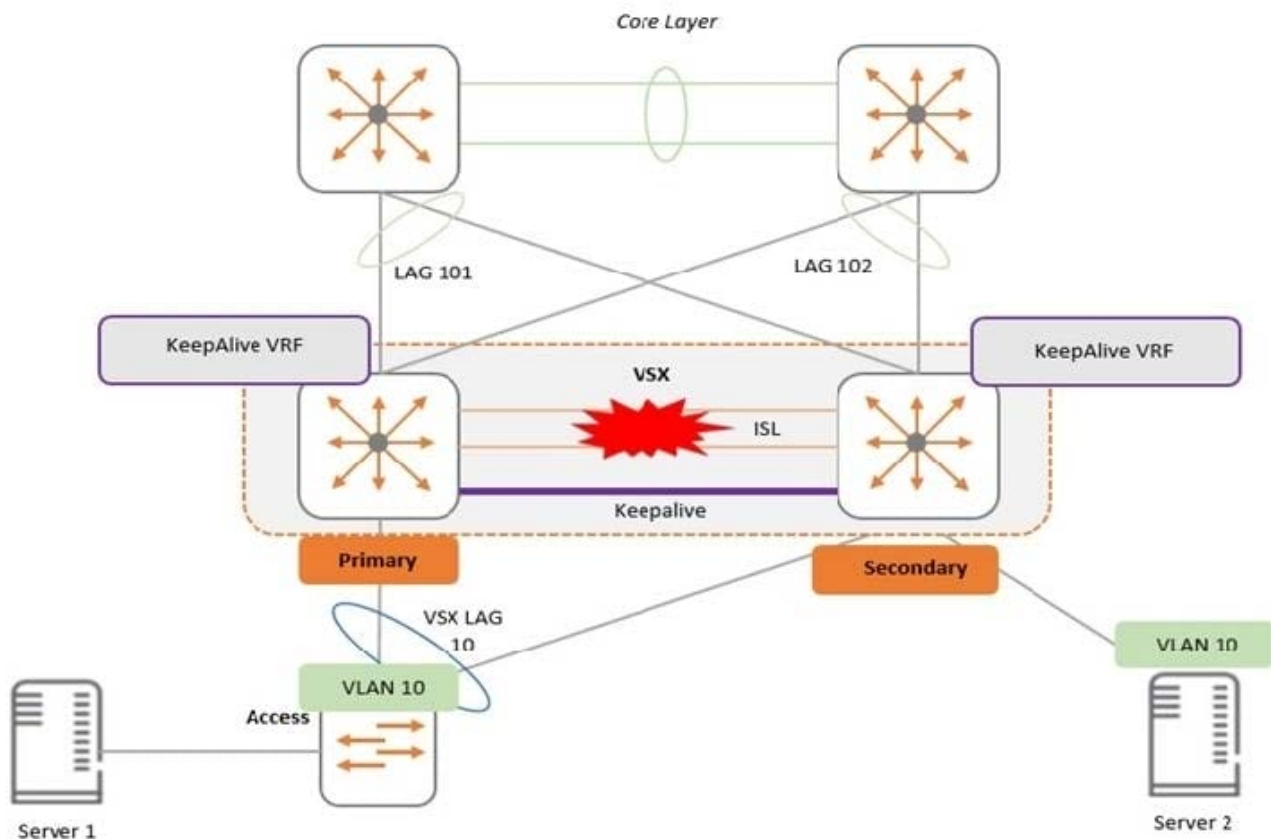 Core Layer
LAG 101
LAG 102
KeepAlive VRF
KeepAlive VRF
VSX
ISL
Keepalive
Primary
Secondary
VSX LAG
10
VLAN 10
VLAN 10
Access
Server 1
Server 2